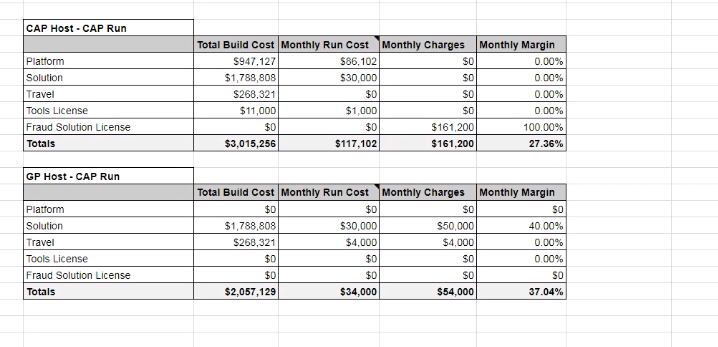 CAP Host - CAP Run
Total Build Cost Monthly Run Cost Monthly Charges Monthly Margin
Platform $947,127 $86,102 $0 0.00%
Solution $1,788,808 $30,000 $0 0.00%
Travel $268,321 $0 $0 0.00%
Tools License $11,000 $1,000 $0 0.00%
Fraud Solution License $0 $0 $161,200 100.00%
Totals $3,015,256 $117,102 $161,200 27.36%
GP Host - CAP Run
Total Build Cost Monthly Run Cost Monthly Charges Monthly Margin
Platform $0 $0 $0 $0
Solution $1,788,808 $30,000 $50,000 40.00%
Travel $268,321 $4,000 $4,000 0.00%
Tools License $0 $0 $0 0.00%
Fraud Solution License $0 $0 $0 $0
Totals $2,057,129 $34,000 $54,000 37.04%